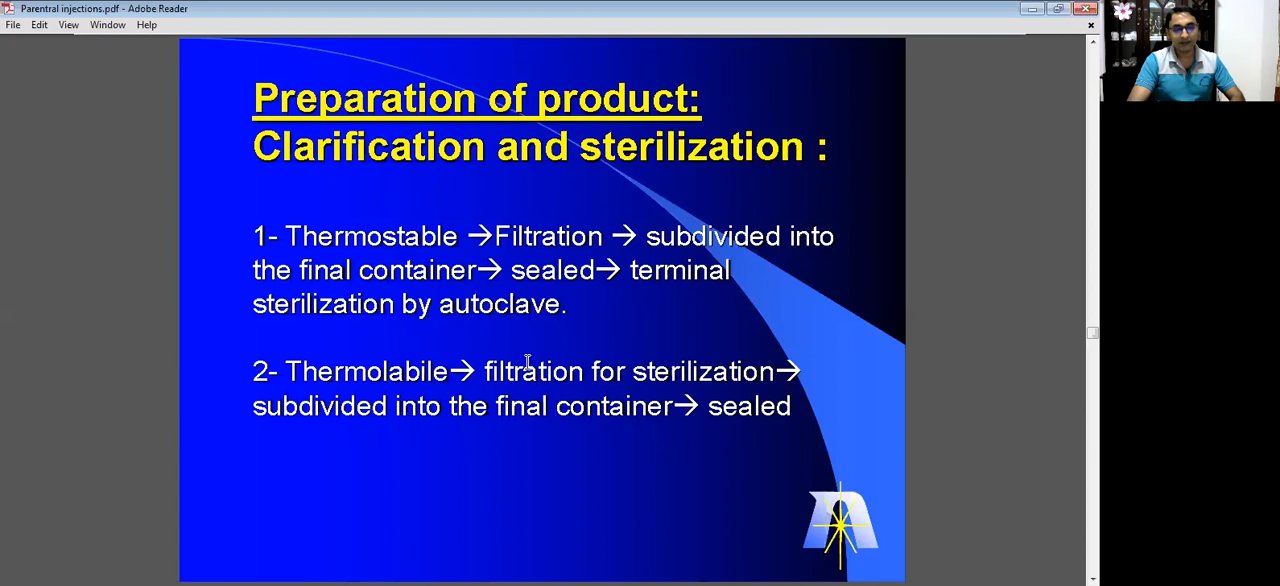 Parentral injections.pdf - Adobe Reader
File Edit View Window Help
Preparation of product:
Clarification and sterilization :
1- Thermostable →Filtration → subdivided into
the final container→ sealed→ terminal
sterilization by autoclave.
2- Thermolabile→ filtration for sterilization→
subdivided into the final container→ sealed